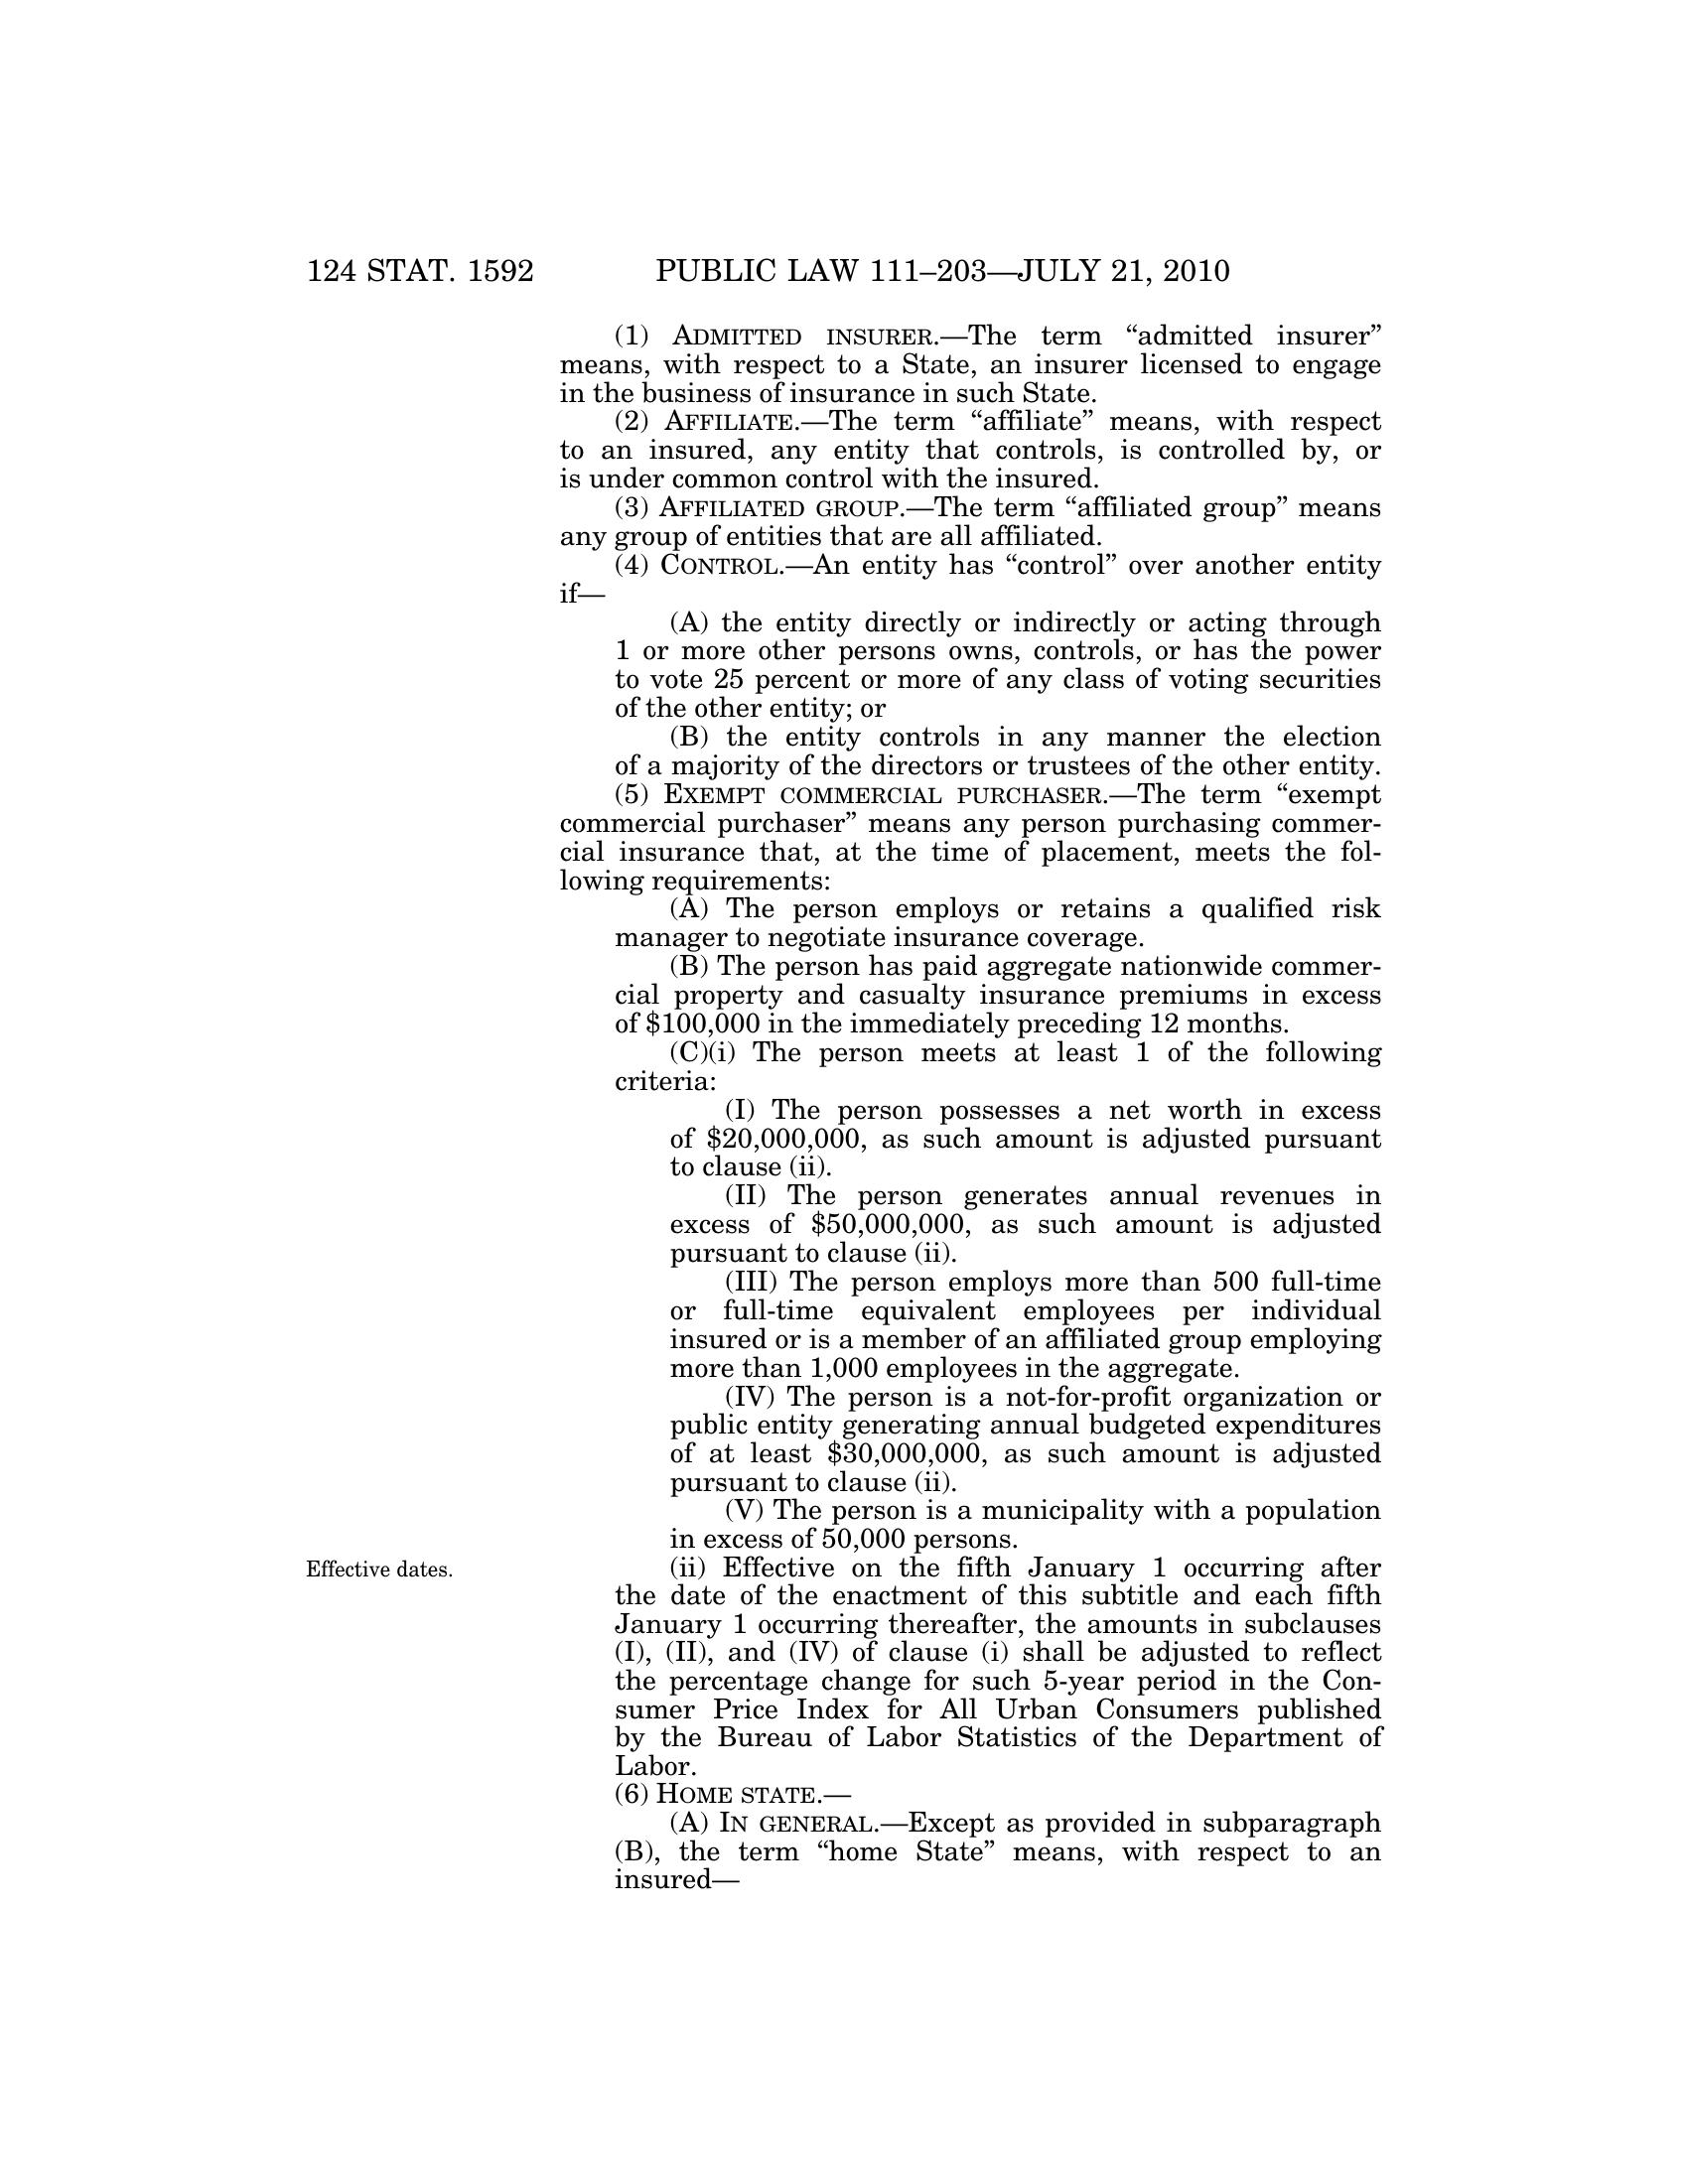 124 STAT. 1592 PUBLIC LAW 111–203—JULY 21, 2010
(1) ADMITTED INSURER.—The term “admitted insurer”
means, with respect to a State, an insurer licensed to engage
in the business of insurance in such State.
(2) AFFILIATE.—The term “affiliate” means, with respect
to an insured, any entity that controls, is controlled by, or
is under common control with the insured.
(3) AFFILIATED GROUP.—The term “affiliated group” means
any group of entities that are all affiliated.
(4) CONTROL.—An entity has “control” over another entity
if—
(A) the entity directly or indirectly or acting through
1 or more other persons owns, controls, or has the power
to vote 25 percent or more of any class of voting securities
of the other entity; or
(B) the entity controls in any manner the election
of a majority of the directors or trustees of the other entity.
(5) EXEMPT COMMERCIAL PURCHASER.—The term “exempt
commercial purchaser” means any person purchasing commer-
cial insurance that, at the time of placement, meets the fol-
lowing requirements:
(A) The person employs or retains a qualified risk
manager to negotiate insurance coverage.
(B) The person has paid aggregate nationwide commer-
cial property and casualty insurance premiums in excess
of $100,000 in the immediately preceding 12 months.
(C)(i) The person meets at least 1 of the following
criteria:
(I) The person possesses a net worth in excess
of $20,000,000, as such amount is adjusted pursuant
to clause (ii).
(II) The person generates annual revenues in
excess of $50,000,000, as such amount is adjusted
pursuant to clause (ii).
(III) The person employs more than 500 full-time
or full-time equivalent employees per individual
insured or is a member of an affiliated group employing
more than 1,000 employees in the aggregate.
(IV) The person is a not-for-profit organization or
public entity generating annual budgeted expenditures
of at least $30,000,000, as such amount is adjusted
pursuant to clause (ii).
(V) The person is a municipality with a population
in excess of 50,000 persons.
Effective dates.
(ii) Effective on the fifth January 1 occurring after
the date of the enactment of this subtitle and each fifth
January 1 occurring thereafter, the amounts in subclauses
(I), (II), and (IV) of clause (i) shall be adjusted to reflect
the percentage change for such 5-year period in the Con-
sumer Price Index for All Urban Consumers published
by the Bureau of Labor Statistics of the Department of
Labor.
(6) HOME STATE.—
(A) IN GENERAL.—Except as provided in subparagraph
(B), the term “home State” means, with respect to an
insured—